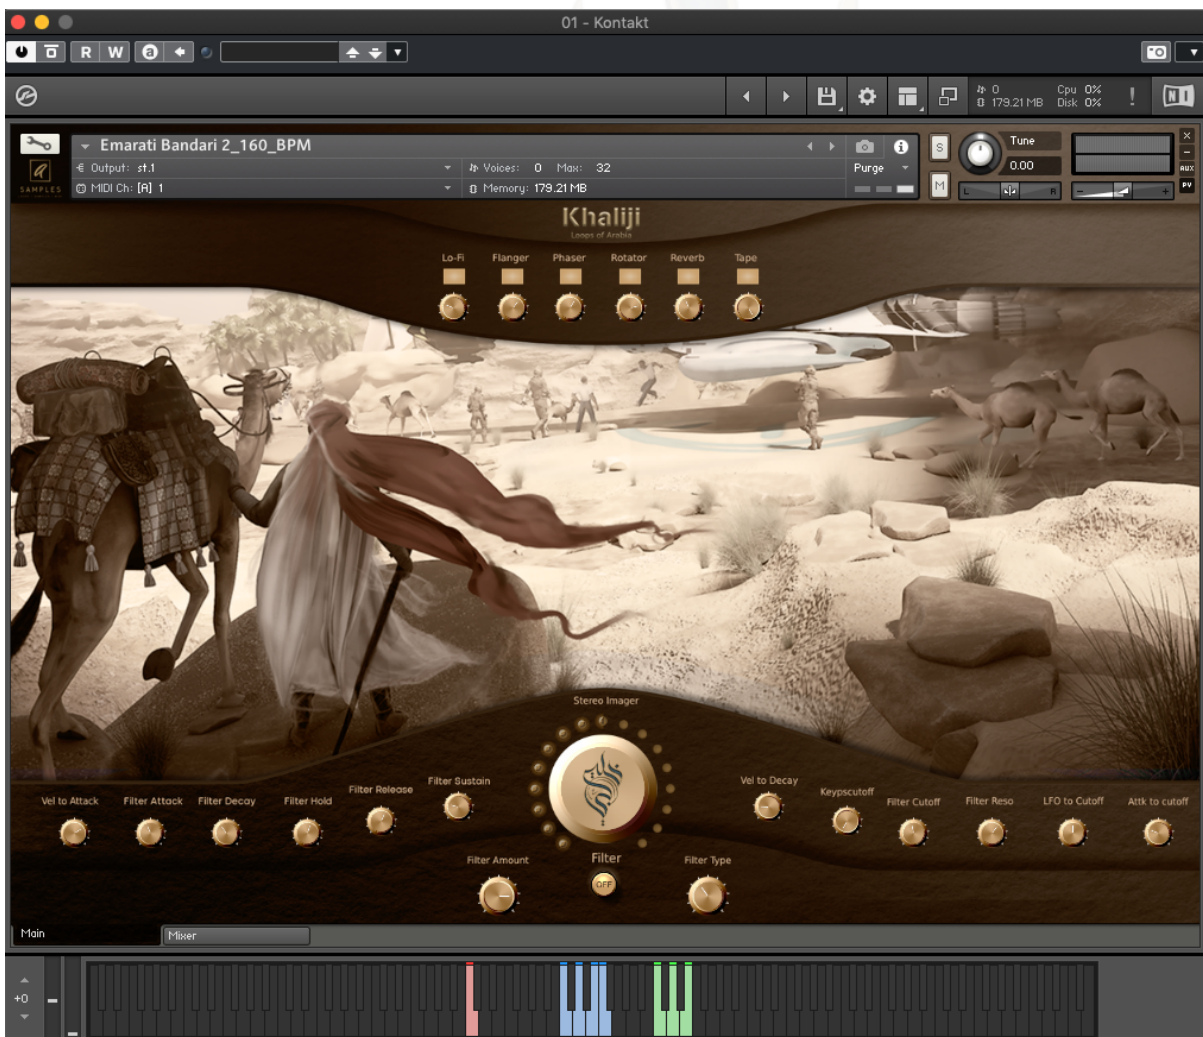 01 - Kontakt
R W a
0 Cpu 0%
179.21 MB Disk 0% ! NI
Emarati Bandari 2_160_BPM
i
S
Tune
Output: st.1
Voices: 0 Max: 32
Purge
0.00
AUX
SAMPLES
MIDI Ch: [A] 1
Memory: 179.21 MB
M
L R
- +
PV
Khaliji
Loops of Arabia
Lo-Fi Flanger Phaser Rotator Reverb Tape
Stereo Imager
Filter Release Filter Sustain Vel to Decay
Vel to Attack Filter Attack Filter Decay Filter Hold Keypscutoff Filter Cutoff Filter Reso LFO to Cutoff Attk to cutoff
Filter Amount Filter Filter Type
OFF
Main Mixer
+0